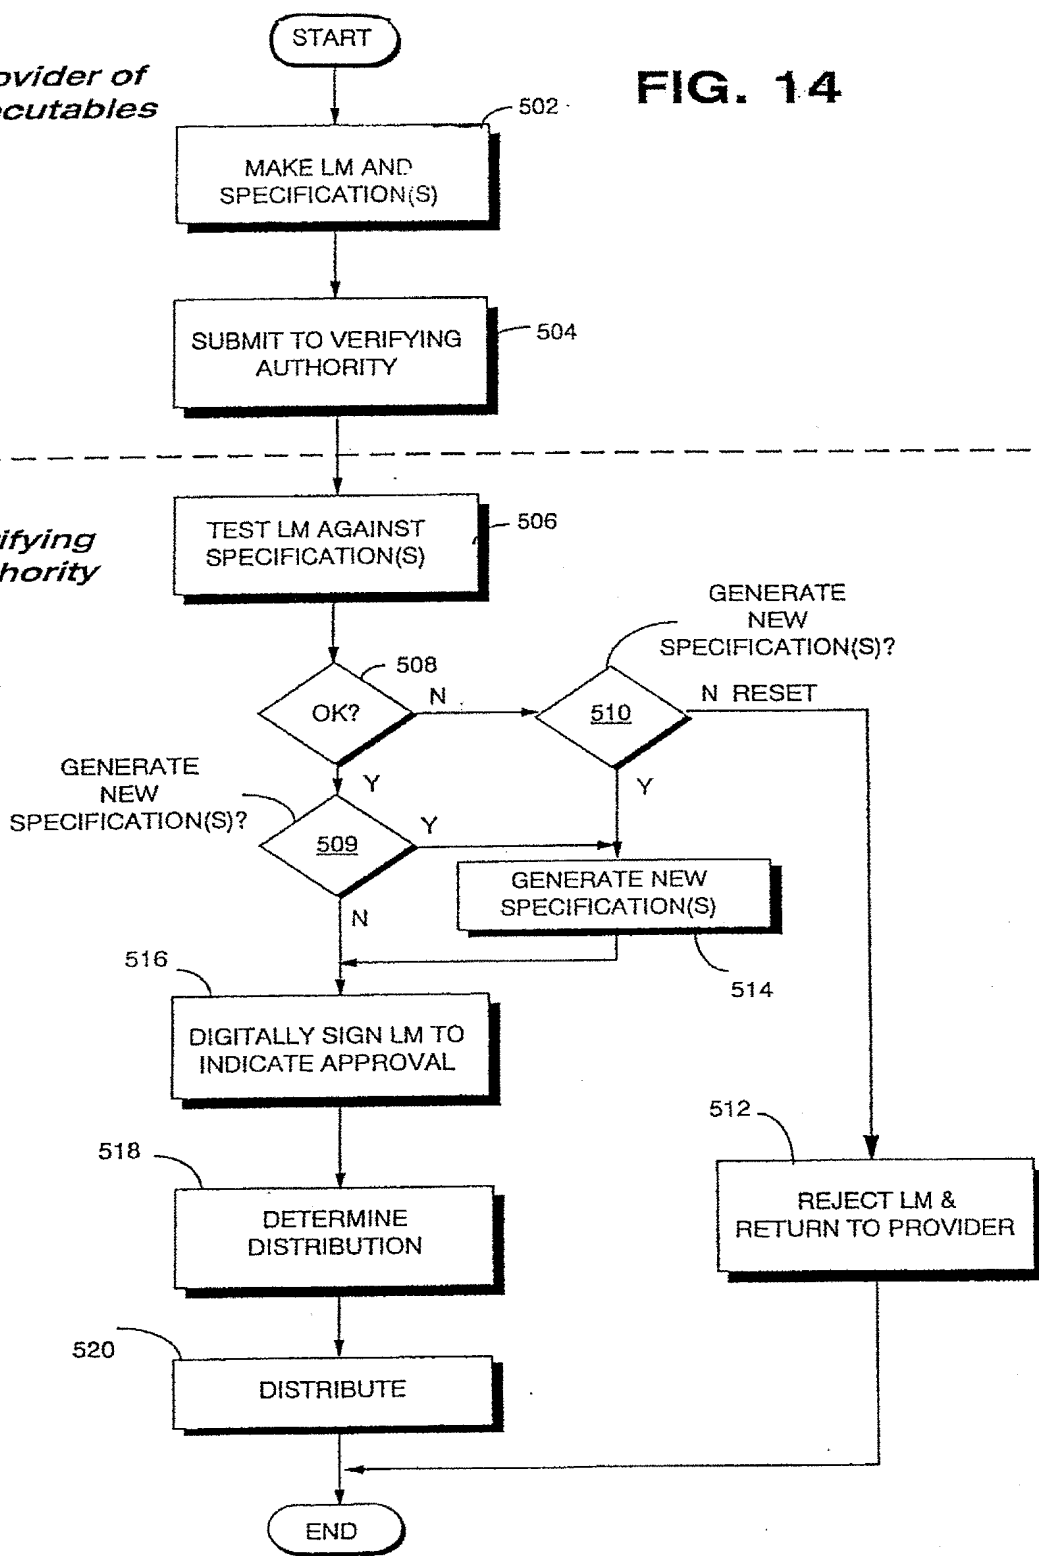 START
FIG. 14
ovider of
ecutables
502
MAKE LM AND
SPECIFICATION(S)
SUBMIT TO VERIFYING
AUTHORITY
504
TEST LM AGAINST
SPECIFICATION(S)
506
ifying
hority
GENERATE
NEW
SPECIFICATION(S)?
508
OK?
N
510
N RESET
Y
Y
GENERATE
NEW
SPECIFICATION(S)?
509
Y
N
GENERATE NEW
SPECIFICATION(S)
514
516
DIGITALLY SIGN LM TO
INDICATE APPROVAL
518
DETERMINE
DISTRIBUTION
512
REJECT LM &
RETURN TO PROVIDER
520
DISTRIBUTE
END